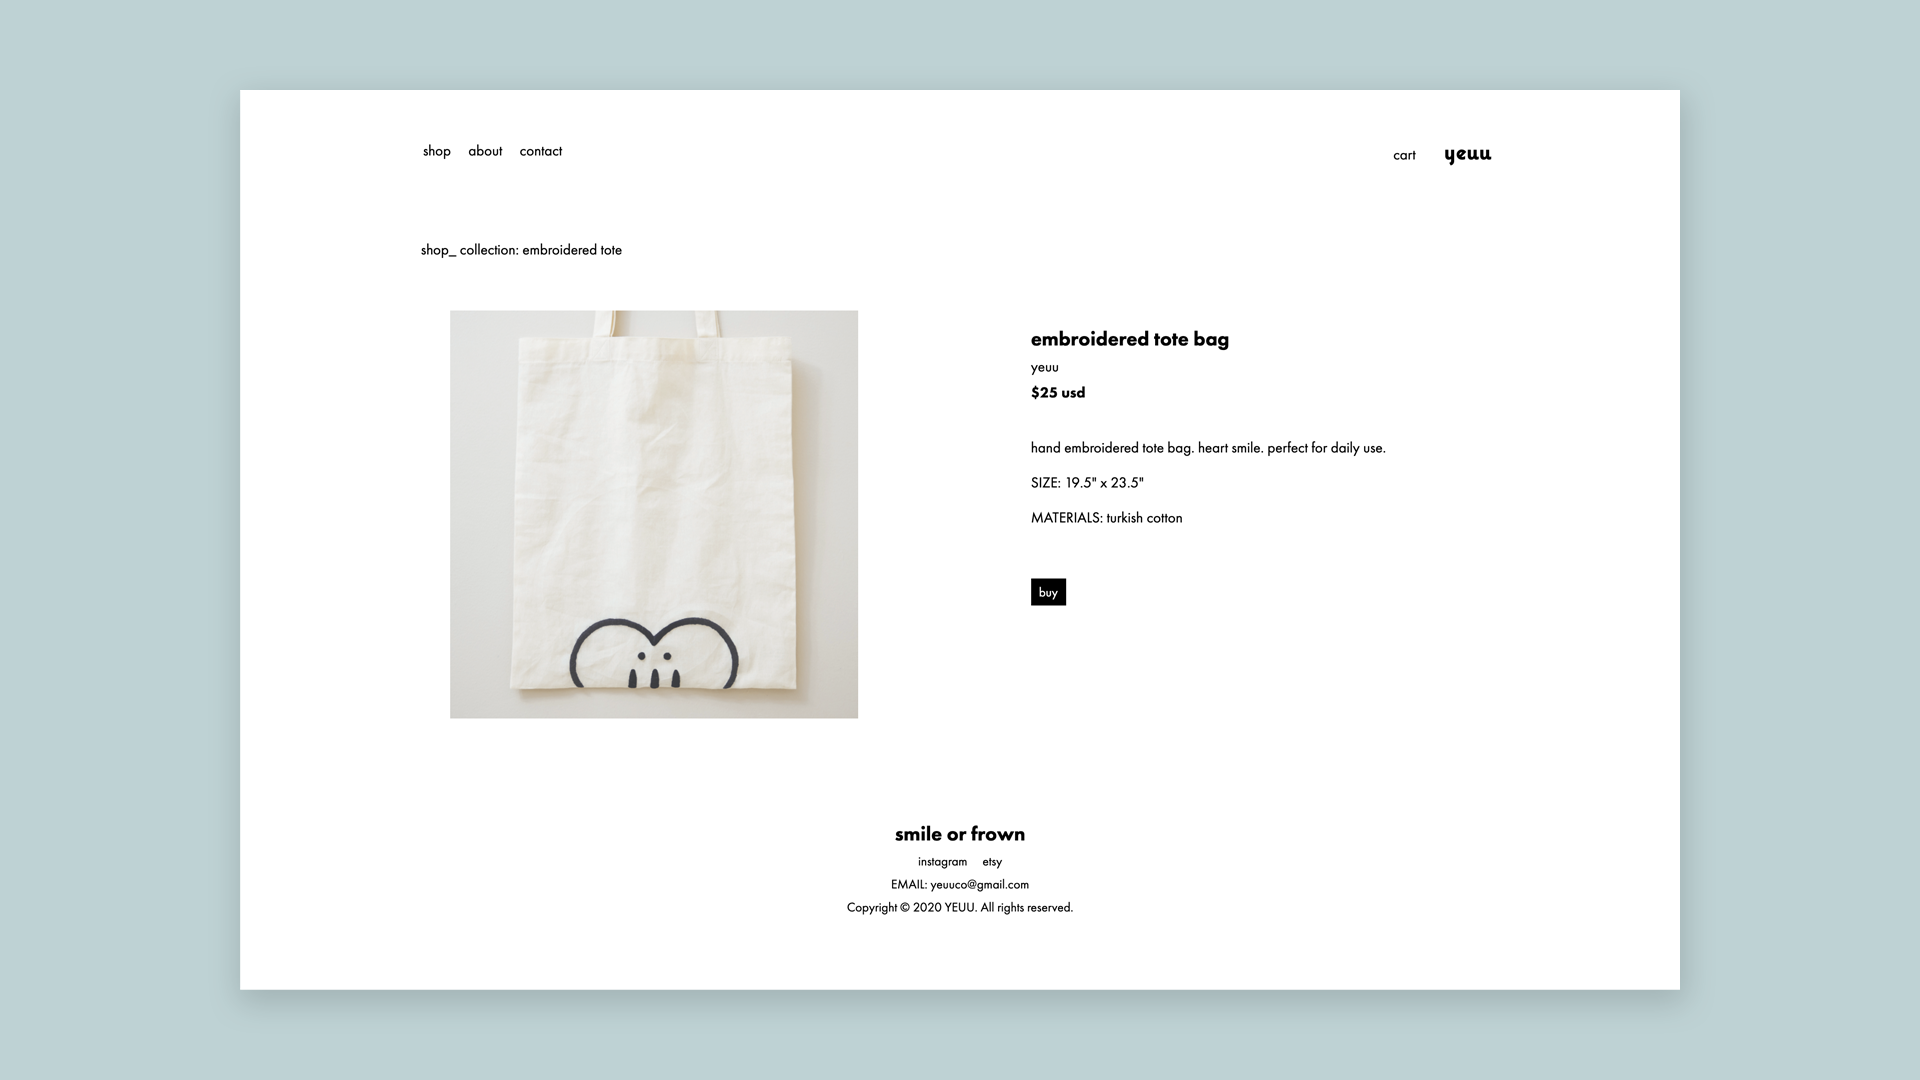 shop about contact
cart yeuu
shop_ collection: embroidered tote
embroidered tote bag
yeuu
$25 usd
hand embroidered tote bag. heart smile. perfect for daily use.
SIZE: 19.5" x 23.5"
MATERIALS: turkish cotton
buy
smile or frown
instagram etsy
EMAIL: yeuuco@gmail.com
Copyright © 2020 YEUU. All rights reserved.